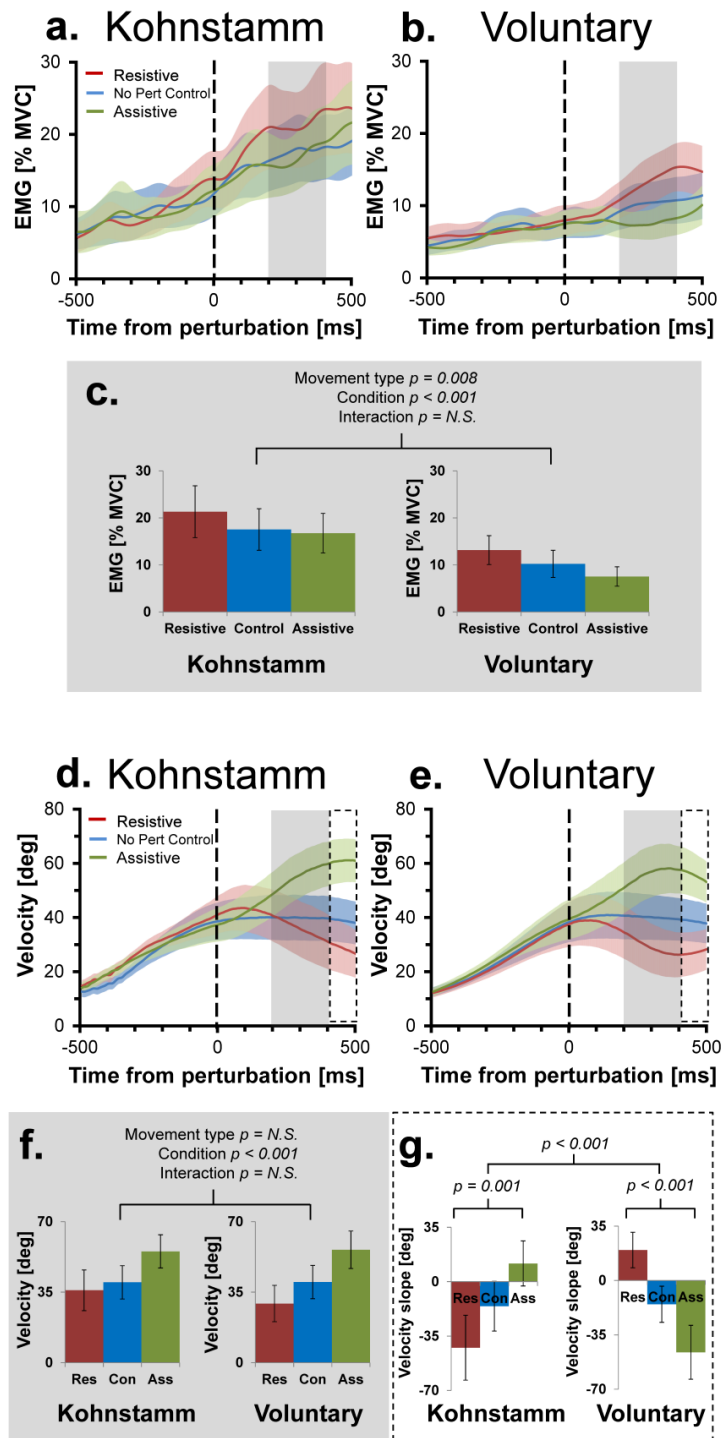 a. Kohnstamm
b. Voluntary
EMG [% MVC]
30
20
10
0
Resistive
No Pert Control
Assistive
-500
0
500
Time from perturbation [ms]
EMG [% MVC]
30
20
10
0
-500
0
500
Time from perturbation [ms]
c.
Movement type p = 0.008
Condition p < 0.001
Interaction p = N.S.
EMG [% MVC]
30
20
10
0
Resistive Control Assistive
Kohnstamm
EMG [% MVC]
30
20
10
0
Resistive Control Assistive
Voluntary
d. Kohnstamm
e. Voluntary
Velocity [deg]
80
60
40
20
0
Resistive
No Pert Control
Assistive
-500
0
500
Time from perturbation [ms]
Velocity [deg]
80
60
40
20
0
-500
0
500
Time from perturbation [ms]
f.
Movement type p = N.S.
Condition p < 0.001
Interaction p = N.S.
Velocity [deg]
70
35
0
Res Con Ass
Kohnstamm
Velocity [deg]
70
35
0
Res Con Ass
Voluntary
g.
p < 0.001
p = 0.001
p < 0.001
Velocity slope [deg]
35
0
-35
-70
Res Con Ass
Kohnstamm
Velocity slope [deg]
35
0
-35
-70
Res Con Ass
Voluntary